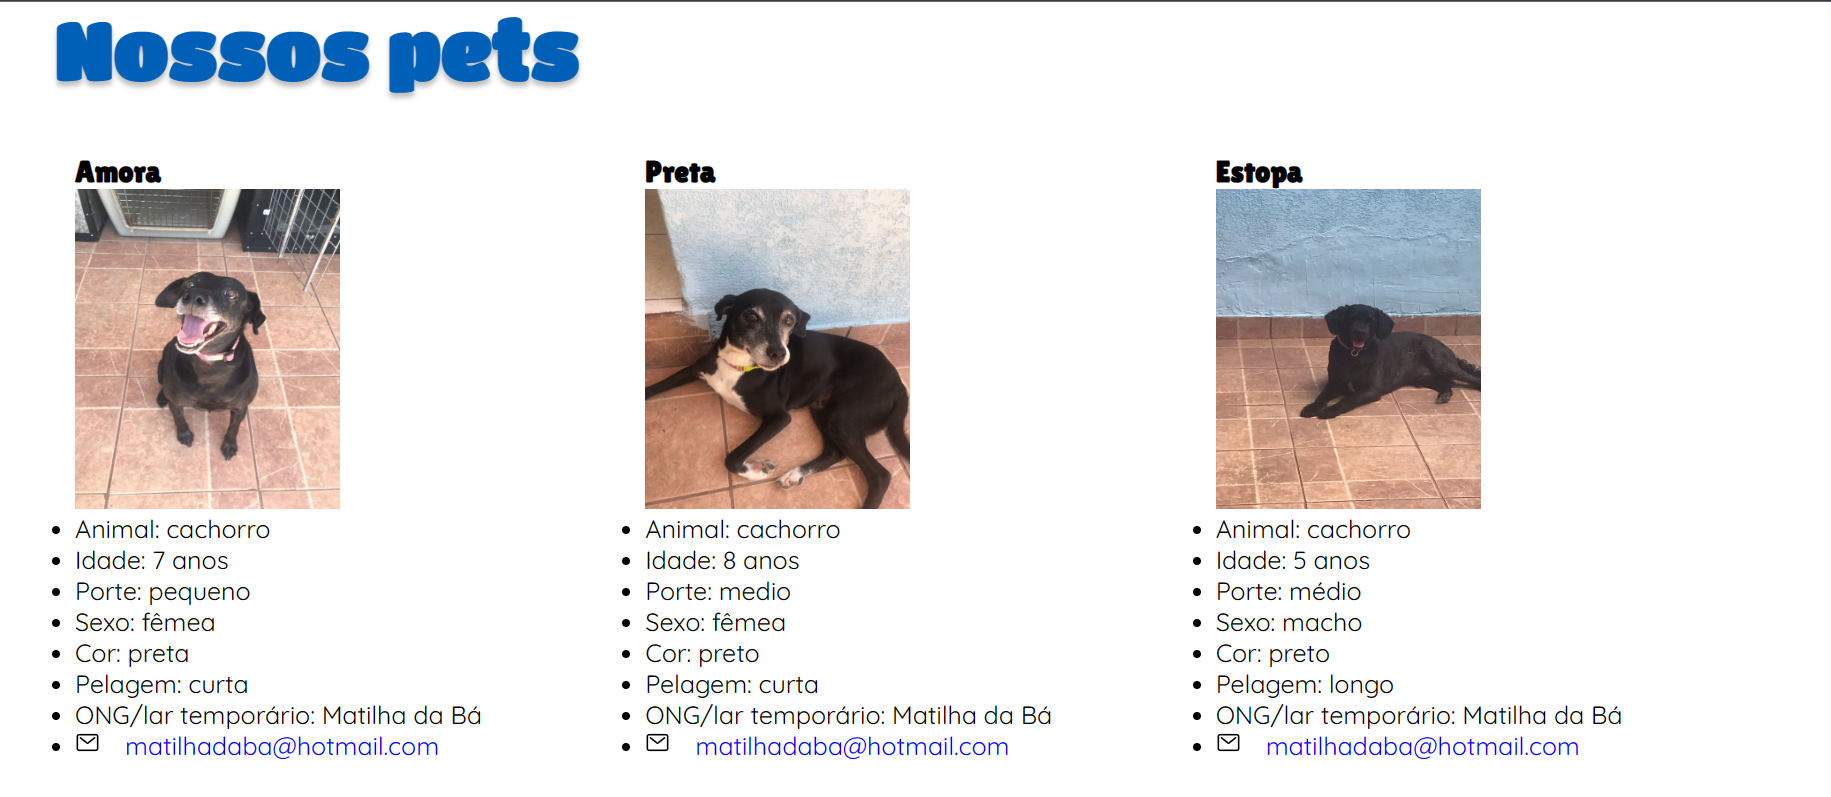 Nossos pets
Amora
Animal: cachorro
Idade: 7 anos
Porte: pequeno
Sexo: fêmea
Cor: preta
Pelagem: curta
ONG/lar temporário: Matilha da Bá
matilhadaba@hotmail.com
Preta
Animal: cachorro
Idade: 8 anos
Porte: medio
Sexo: fêmea
Cor: preto
Pelagem: curta
ONG/lar temporário: Matilha da Bá
matilhadaba@hotmail.com
Estopa
Animal: cachorro
Idade: 5 anos
Porte: médio
Sexo: macho
Cor: preto
Pelagem: longo
ONG/lar temporário: Matilha da Bá
matilhadaba@hotmail.com